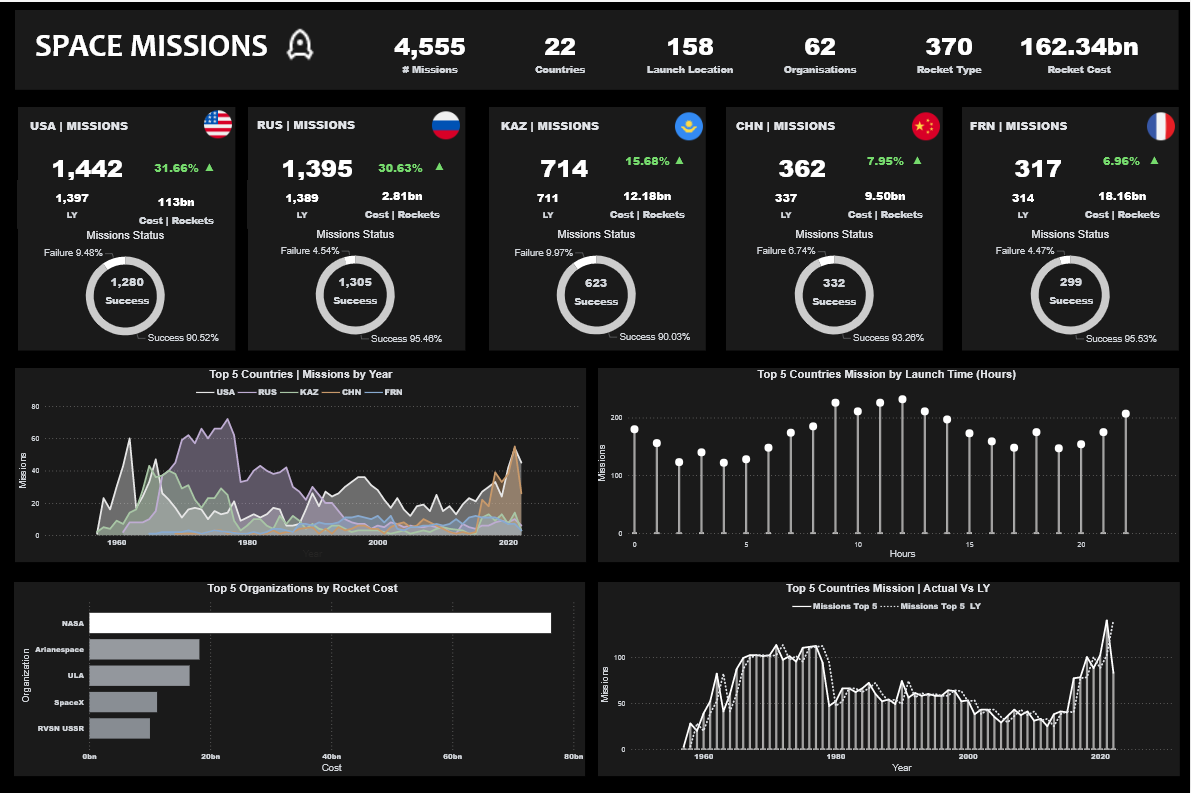 SPACE MISSIONS
4,555 22 158 62 370 162.34bn
# Missions Countries Launch Location Organisations Rocket Type Rocket Cost
USA | MISSIONS
1,442 31.66% ▲
1,397 113bn
LY Cost | Rockets
Missions Status
Failure 9.48%
1,280
Success
Success 90.52%
RUS | MISSIONS
1,395 30.63% ▲
1,389 2.81bn
LY Cost | Rockets
Missions Status
Failure 4.54%
1,305
Success
Success 95.46%
KAZ | MISSIONS
714 15.68% ▲
711 12.18bn
LY Cost | Rockets
Missions Status
Failure 9.97%
623
Success
Success 90.03%
CHN | MISSIONS
362 7.95% ▲
337 9.50bn
LY Cost | Rockets
Missions Status
Failure 6.74%
332
Success
Success 93.26%
FRN | MISSIONS
317 6.96% ▲
314 18.16bn
LY Cost | Rockets
Missions Status
Failure 4.47%
299
Success
Success 95.53%
Top 5 Countries | Missions by Year
USA RUS KAZ CHN FRN
Missions
80
60
40
20
0
1960 1980 2000 2020
Top 5 Countries Mission by Launch Time (Hours)
Missions
200
100
0
0 5 10 15 20
Hours
Top 5 Organizations by Rocket Cost
Organization
NASA
Arianespace
ULA
SpaceX
RVSN USSR
0bn 20bn 40bn 60bn 80bn
Cost
Top 5 Countries Mission | Actual Vs LY
Missions Top 5 Missions Top 5 LY
Missions
100
50
0
1960 1980 2000 2020
Year